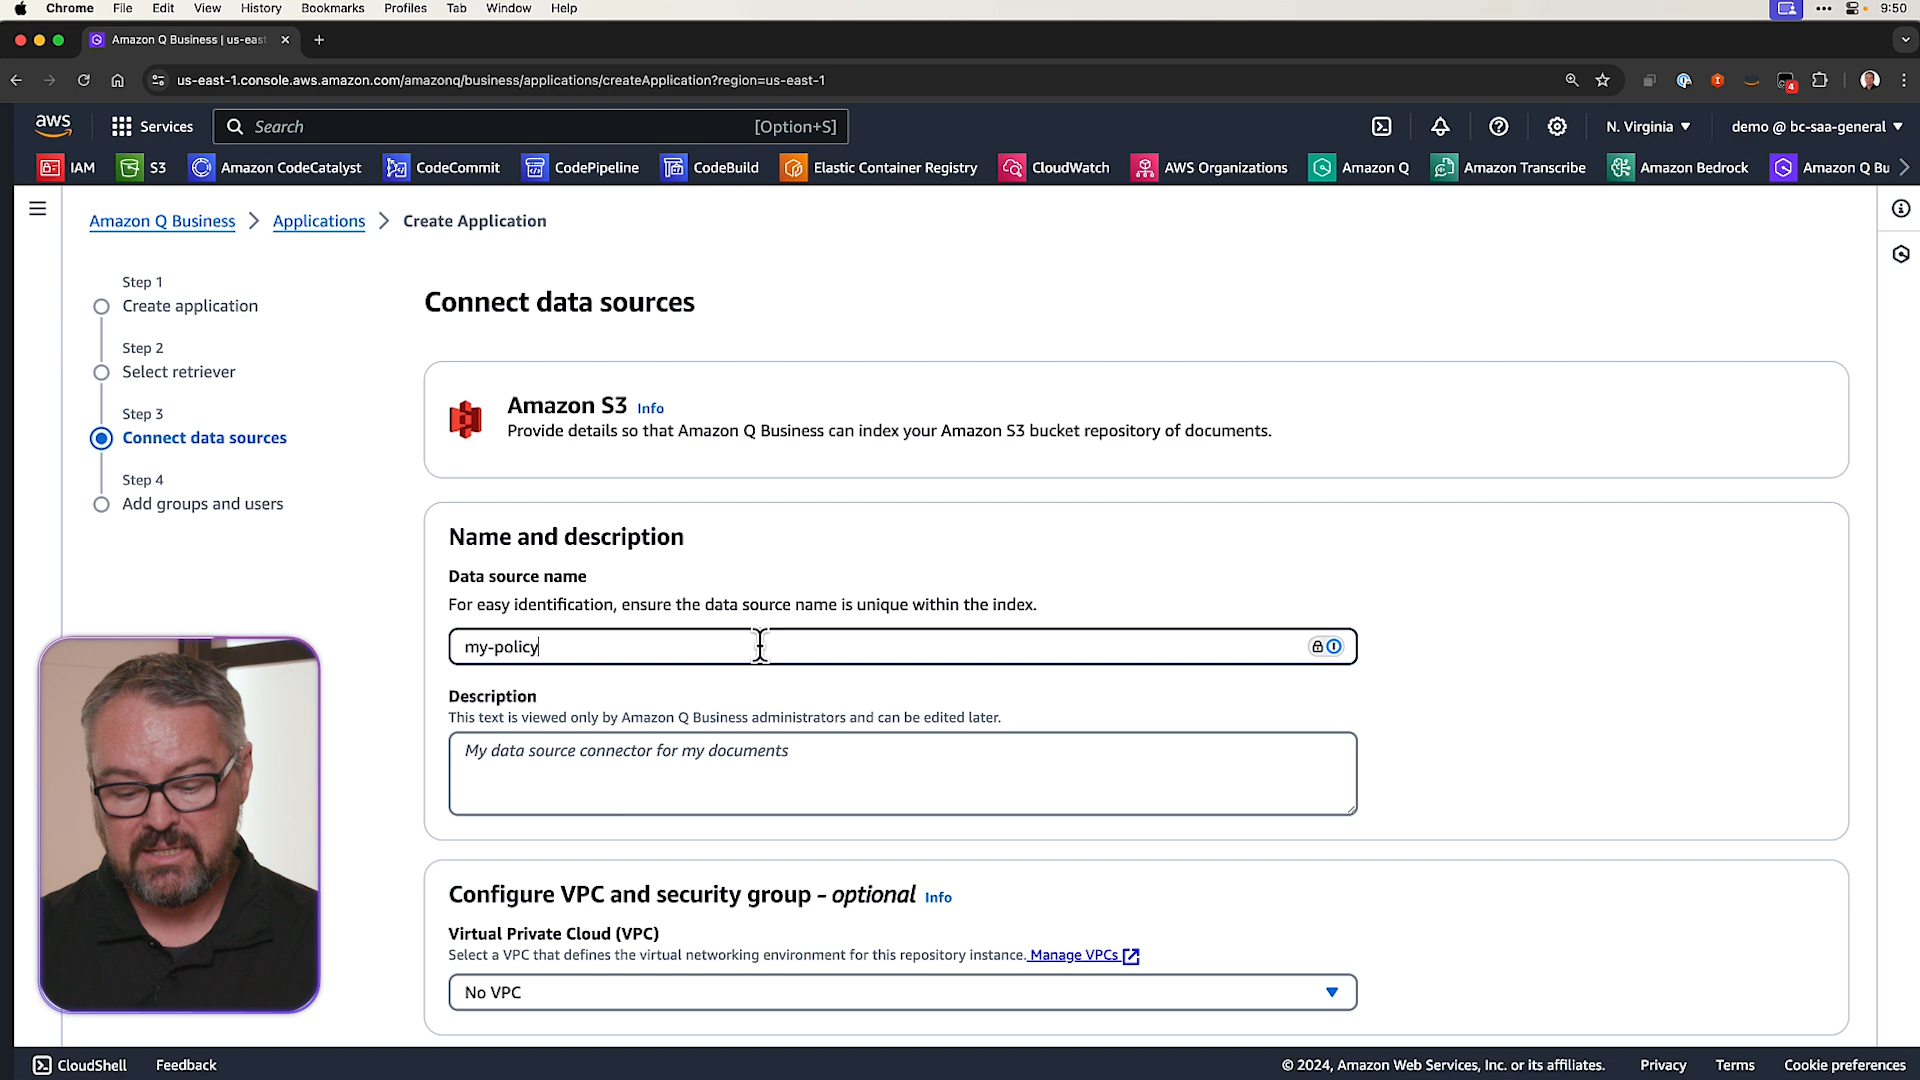 Chrome File Edit View History Bookmarks Profiles Tab Window Help 9:50
Amazon Q Business | us-east
us-east-1.console.aws.amazon.com/amazonq/business/applications/createApplication?region=us-east-1
4
aws Services Search [Option+S] N. Virginia demo @ bc-saa-general
IAM S3 Amazon CodeCatalyst CodeCommit CodePipeline CodeBuild Elastic Container Registry CloudWatch AWS Organizations Amazon Q Amazon Transcribe Amazon Bedrock Amazon Q Bu
Amazon Q Business > Applications > Create Application
Step 1
Create application
Step 2
Select retriever
Step 3
Connect data sources
Step 4
Add groups and users
Connect data sources
Amazon S3 Info
Provide details so that Amazon Q Business can index your Amazon S3 bucket repository of documents.
Name and description
Data source name
For easy identification, ensure the data source name is unique within the index.
my-policy
Description
This text is viewed only by Amazon Q Business administrators and can be edited later.
My data source connector for my documents
Configure VPC and security group - optional Info
Virtual Private Cloud (VPC)
Select a VPC that defines the virtual networking environment for this repository instance. Manage VPCs
No VPC
CloudShell Feedback © 2024, Amazon Web Services, Inc. or its affiliates. Privacy Terms Cookie preferences